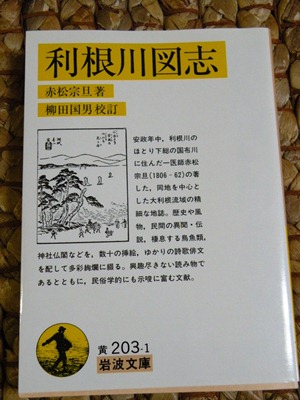 利根川図志
赤松宗旦著
柳田国男校訂
安政年中，利根川の
ほとり下総の国布川
に住んだ一医師赤松
宗旦(1806‐62)の著
した，同地を中心と
した大利根流域の精
細な地誌。歴史や風
物，民間の異聞・伝
説，棲息する鳥魚類，
神社仏閣などを，数十の挿絵，ゆかりの詩歌俳文
を配して多彩絢爛に綴る。興趣尽きない読み物で
あるとともに，民俗学的にも示唆に富む文献。
黄 203-1
岩波文庫